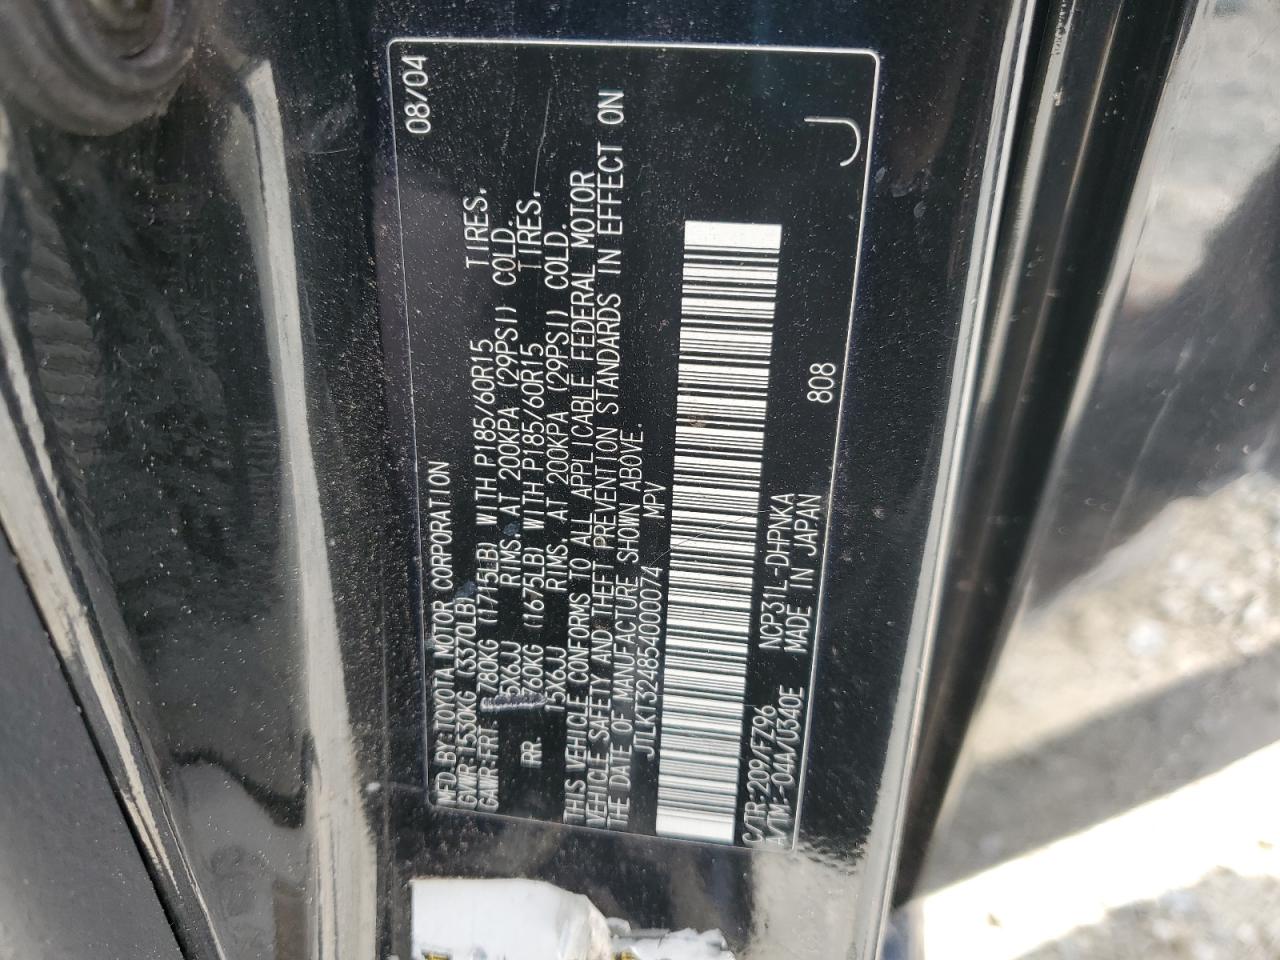 MFD.BY:TOYOTA MOTOR CORPORATION 08/04
GVWR:1530KG (3370LB)
GAWR:FRT 780KG (1715LB) WITH P185/60R15 TIRES.
15X6JJ RIMS. AT 200KPA (29PSI) COLD.
RR. 760KG (1675LB) WITH P185/60R15 TIRES.
15X6JJ RIMS. AT 200KPA (29PSI) COLD.
THIS VEHICLE CONFORMS TO ALL APPLICABLE FEDERAL MOTOR
VEHICLE SAFETY AND THEFT PREVENTION STANDARDS IN EFFECT ON
THE DATE OF MANUFACTURE SHOWN ABOVE.
JTLKT324854000074 MPV
C/TR:209/FZ96 NCP31L-DHPNKA
A/TM:-04A/U340E MADE IN JAPAN 808 J